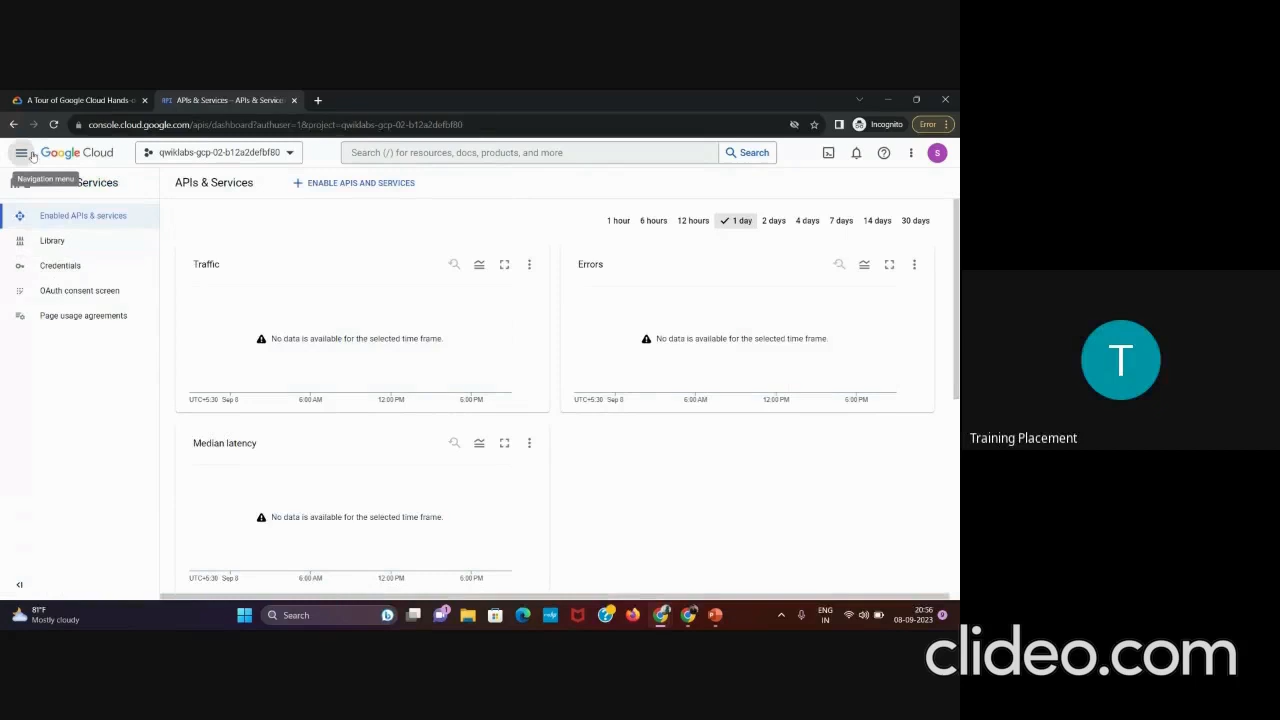 A Tour of Google Cloud Hands-o
API APIs & Services – APIs & Service
console.cloud.google.com/apis/dashboard?authuser=1&project=qwiklabs-gcp-02-b12a2defbf80
Incognito
Error
Google Cloud
qwiklabs-gcp-02-b12a2defbf80
Search (/) for resources, docs, products, and more
Search
S
Navigation menu
Services
APIs & Services
ENABLE APIS AND SERVICES
Enabled APIs & services
Library
Credentials
OAuth consent screen
Page usage agreements
1 hour 6 hours 12 hours 1 day 2 days 4 days 7 days 14 days 30 days
Traffic
No data is available for the selected time frame.
UTC+5:30 Sep 8 6:00 AM 12:00 PM 6:00 PM
Errors
No data is available for the selected time frame.
UTC+5:30 Sep 8 6:00 AM 12:00 PM 6:00 PM
Median latency
No data is available for the selected time frame.
UTC+5:30 Sep 8 6:00 AM 12:00 PM 6:00 PM
T
Training Placement
81°F
Mostly cloudy
Search
ENG
IN
20:56
08-09-2023
clideo.com